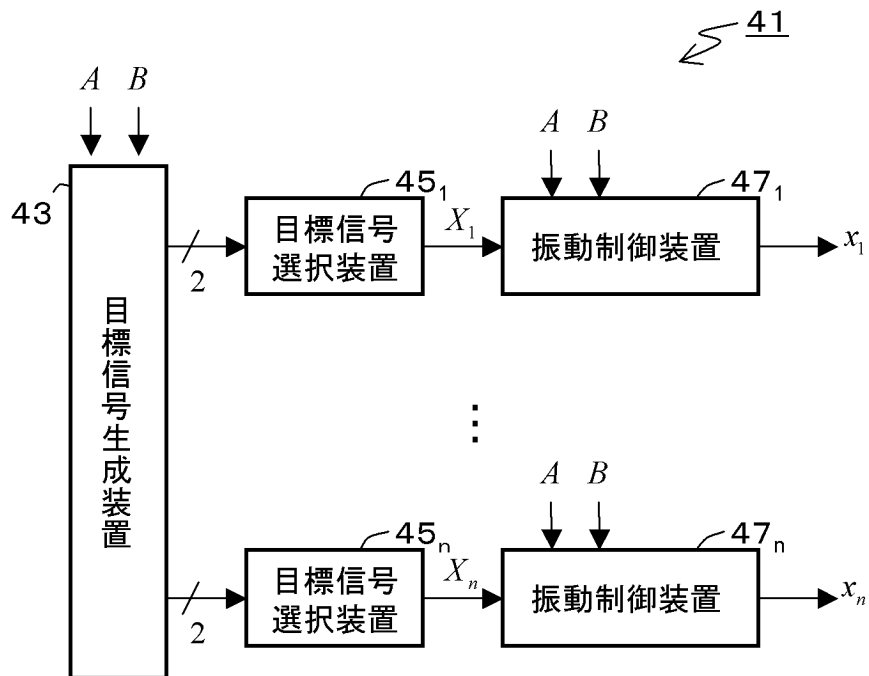 41
A B
43
目標信号生成装置
2
45₁
目標信号
選択装置
X₁
A B
47₁
振動制御装置
x₁
⋮
2
45ₙ
目標信号
選択装置
Xₙ
A B
47ₙ
振動制御装置
xₙ